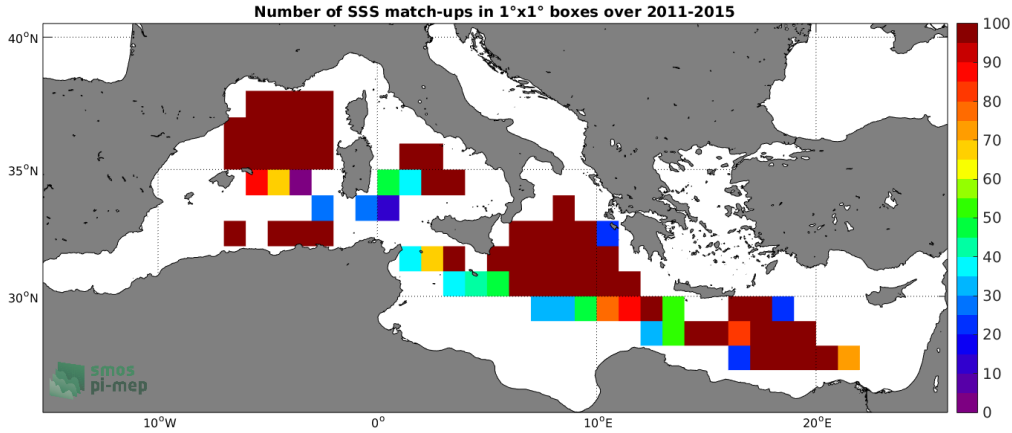 Number of SSS match-ups in 1°x1° boxes over 2011-2015
40°N
35°N
30°N
10°W
0°
10°E
20°E
100
90
80
70
60
50
40
30
20
10
0
smos
pi-mep